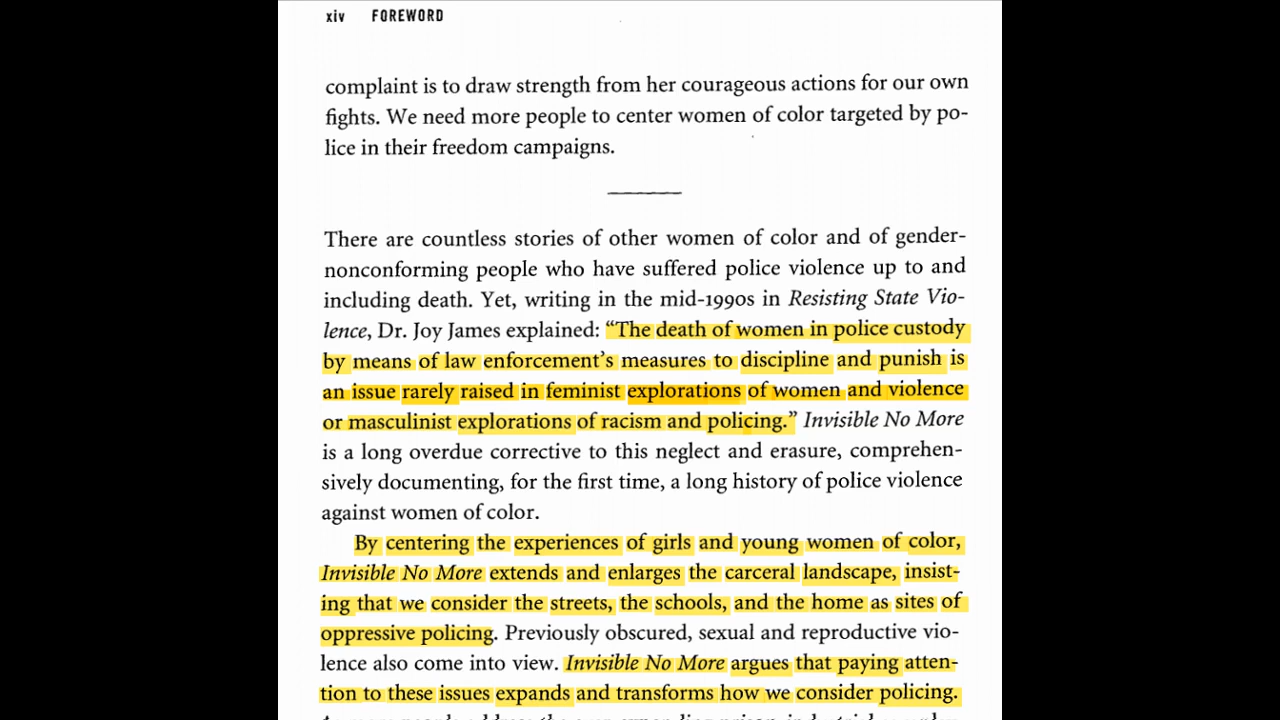 xiv FOREWORD
complaint is to draw strength from her courageous actions for our own
fights. We need more people to center women of color targeted by po-
lice in their freedom campaigns.
There are countless stories of other women of color and of gender-
nonconforming people who have suffered police violence up to and
including death. Yet, writing in the mid-1990s in Resisting State Vio-
lence, Dr. Joy James explained: “The death of women in police custody
by means of law enforcement’s measures to discipline and punish is
an issue rarely raised in feminist explorations of women and violence
or masculinist explorations of racism and policing.” Invisible No More
is a long overdue corrective to this neglect and erasure, comprehen-
sively documenting, for the first time, a long history of police violence
against women of color.
By centering the experiences of girls and young women of color,
Invisible No More extends and enlarges the carceral landscape, insist-
ing that we consider the streets, the schools, and the home as sites of
oppressive policing. Previously obscured, sexual and reproductive vio-
lence also come into view. Invisible No More argues that paying atten-
tion to these issues expands and transforms how we consider policing.